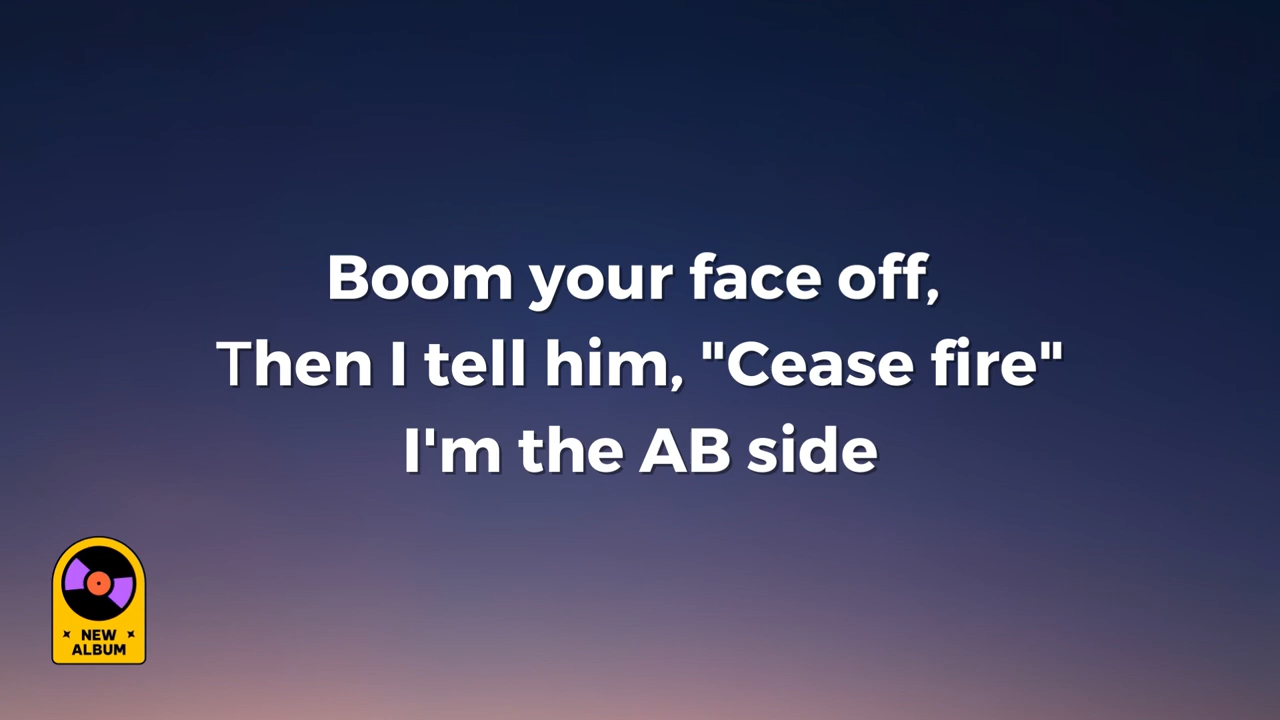 Boom your face off,
Then I tell him, "Cease fire"
I'm the AB side
NEW
ALBUM